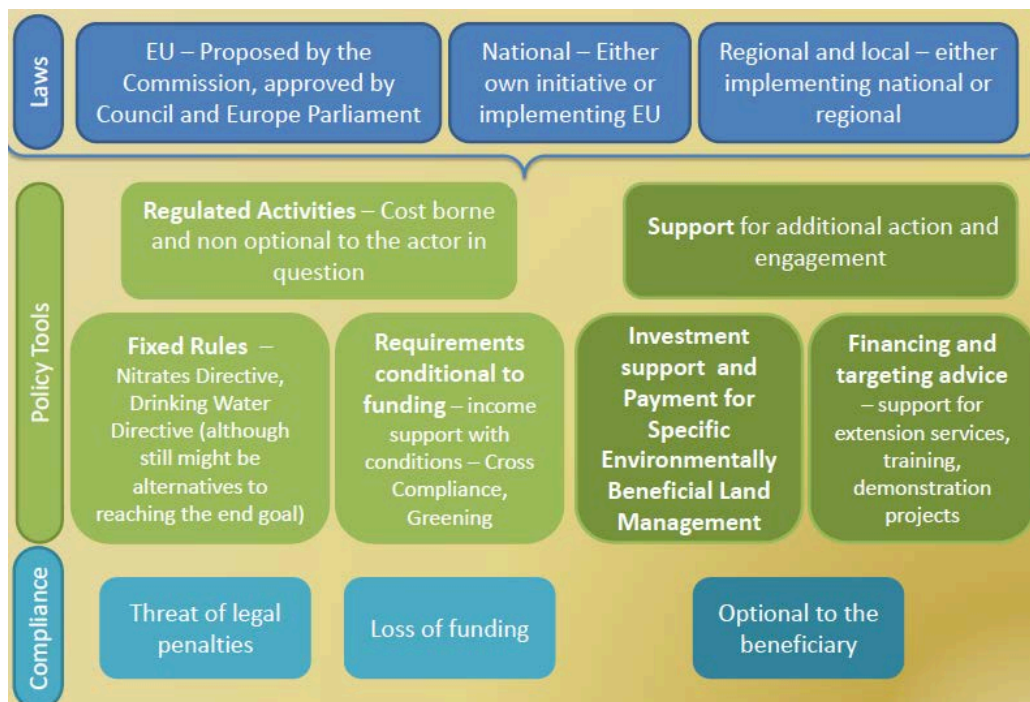 Laws
EU – Proposed by the
Commission, approved by
Council and Europe Parliament
National – Either
own initiative or
implementing EU
Regional and local – either
implementing national or
regional
Policy Tools
Regulated Activities – Cost borne
and non optional to the actor in
question
Support for additional action and
engagement
Fixed Rules –
Nitrates Directive,
Drinking Water
Directive (although
still might be
alternatives to
reaching the end goal)
Requirements
conditional to
funding – income
support with
conditions – Cross
Compliance,
Greening
Investment
support and
Payment for
Specific
Environmentally
Beneficial Land
Management
Financing and
targeting advice
– support for
extension services,
training,
demonstration
projects
Compliance
Threat of legal
penalties
Loss of funding
Optional to the
beneficiary